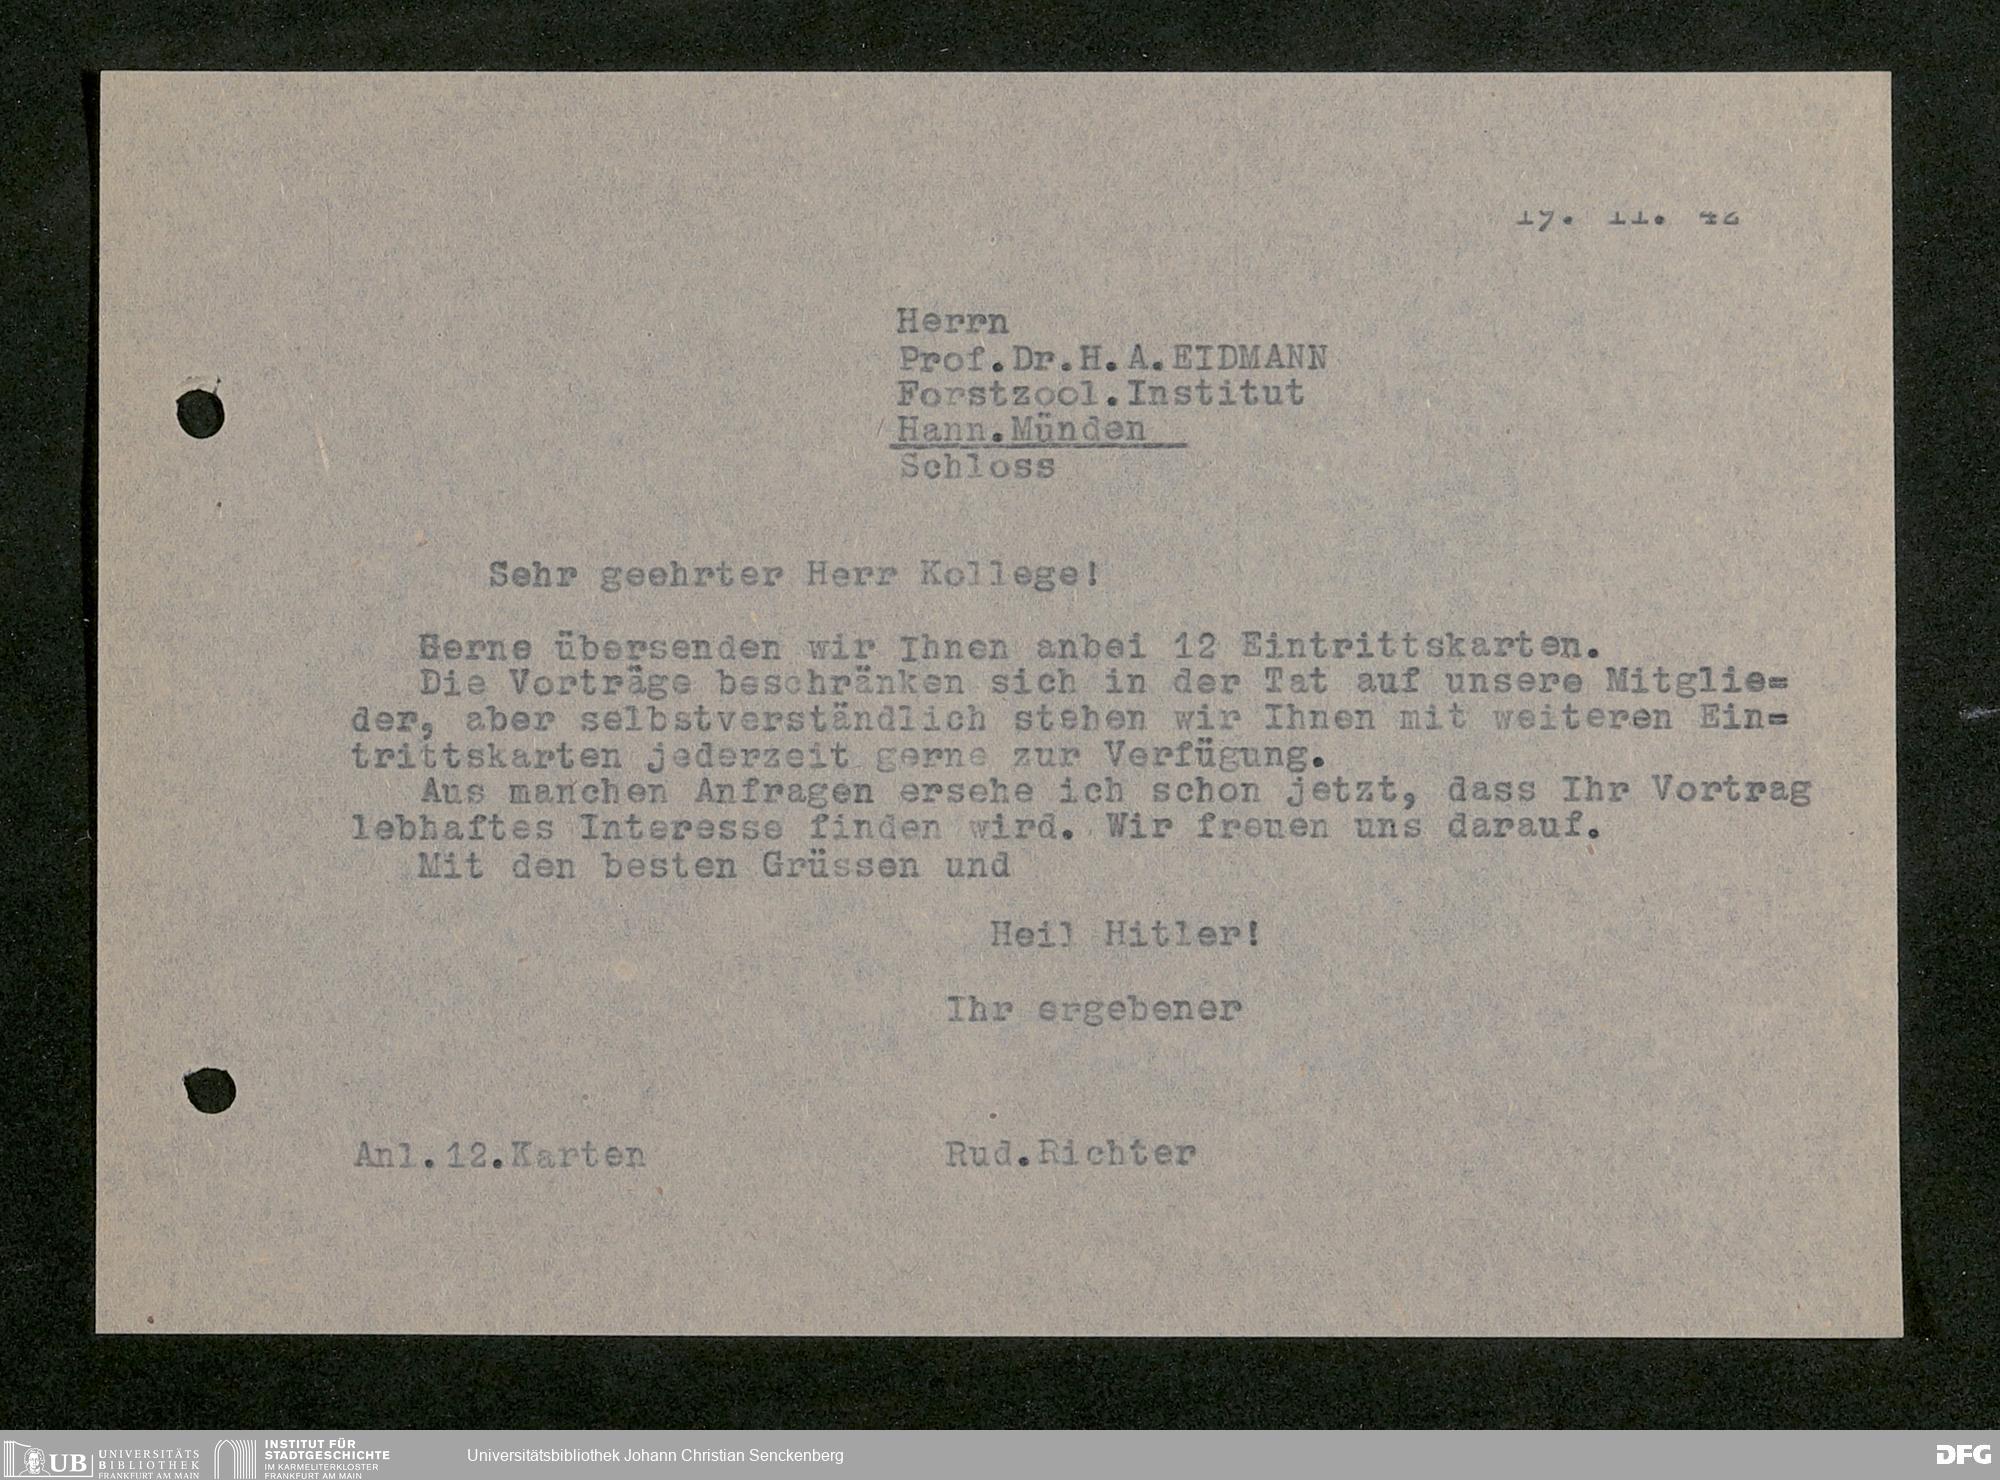 11. 42
Herrn
Prof.Dr.H.A.EIDMANN
Forstzool.Institut
Hann.Münden
Schloss
Sehr geehrter Herr Kollege!
Gerne übersenden wir Ihnen anbei 12 Eintrittskarten.
Die Vorträge beschränken sich in der Tat auf unsere Mitglie=
der, aber selbstverständlich stehen wir Ihnen mit weiteren Ein=
trittskarten jederzeit gerne zur Verfügung.
Aus manchen Anfragen ersehe ich schon jetzt, dass Ihr Vortrag
lebhaftes Interesse finden wird. Wir freuen uns darauf.
Mit den besten Grüssen und
Heil Hitler!
Ihr ergebener
Anl.12.Karten Rud.Richter
UB UNIVERSITÄTS
BIBLIOTHEK
FRANKFURT AM MAIN
INSTITUT FÜR
STADTGESCHICHTE
IM KARMELITERKLOSTER
FRANKFURT AM MAIN
Universitätsbibliothek Johann Christian Senckenberg
DFG